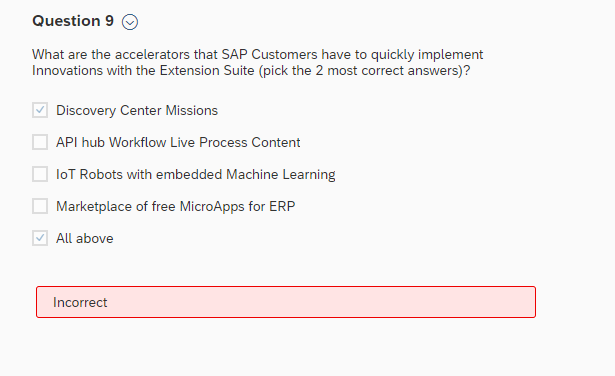 Question 9
What are the accelerators that SAP Customers have to quickly implement
Innovations with the Extension Suite (pick the 2 most correct answers)?
Discovery Center Missions
API hub Workflow Live Process Content
IoT Robots with embedded Machine Learning
Marketplace of free MicroApps for ERP
All above
Incorrect